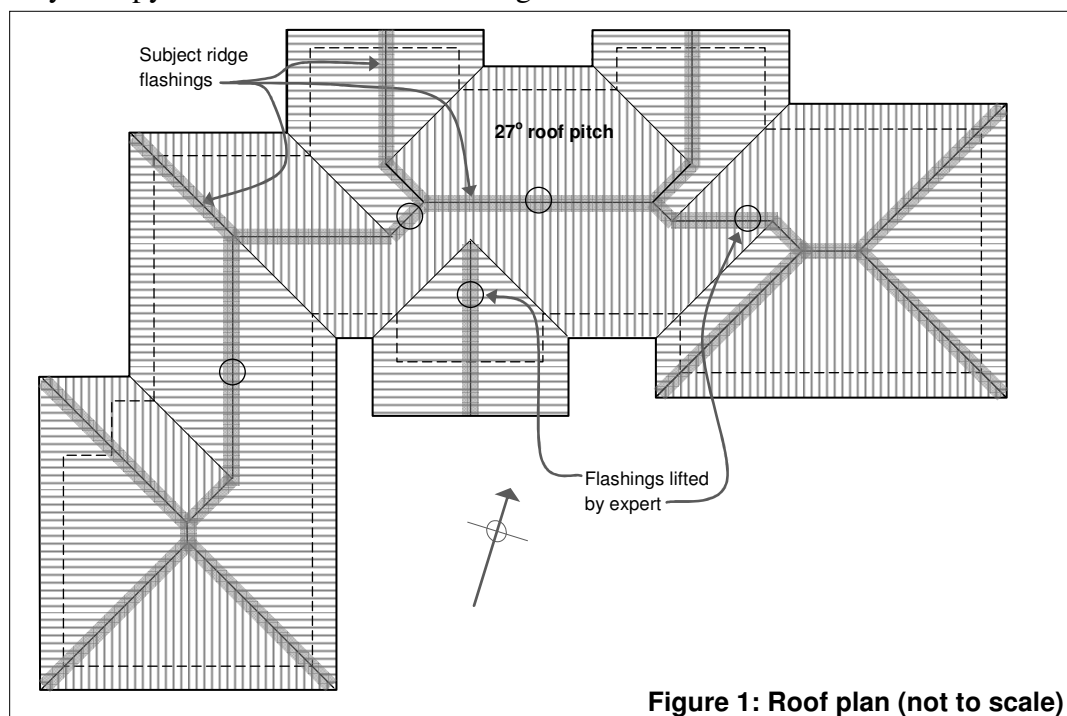 Subject ridge
flashings
27° roof pitch
Flashings lifted
by expert
Figure 1: Roof plan (not to scale)